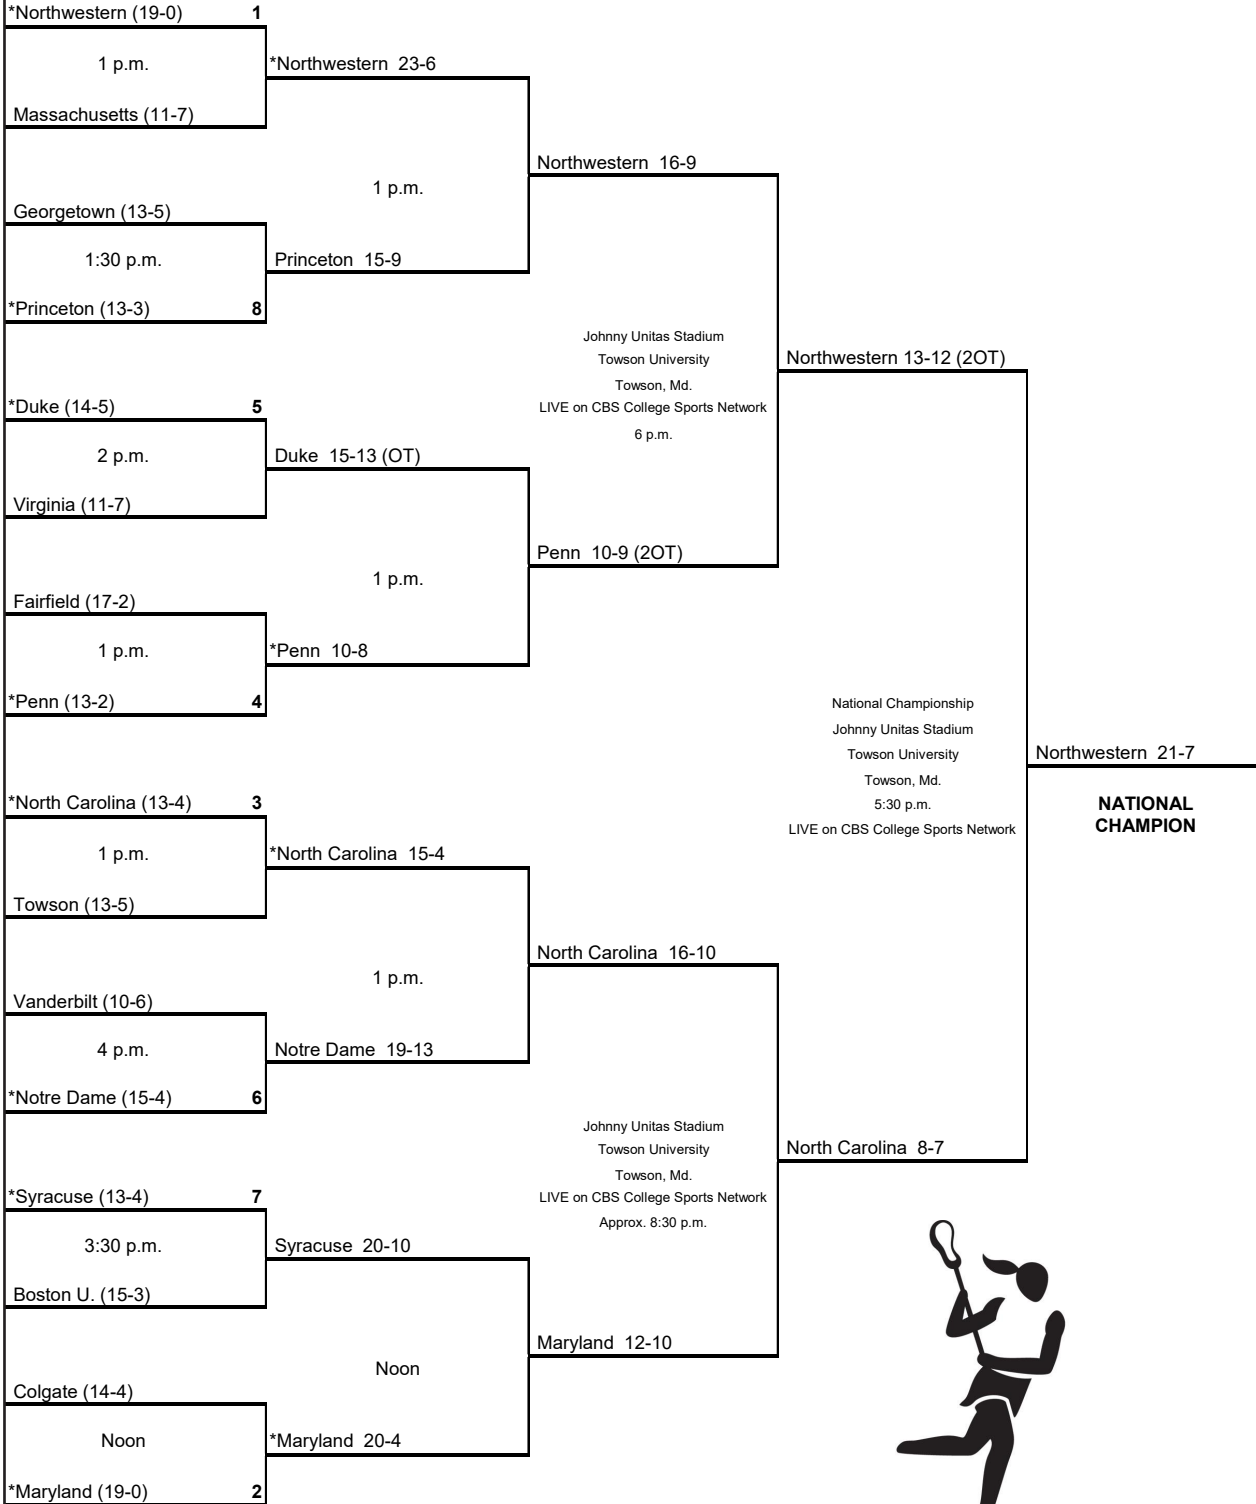 *Northwestern (19-0) 1
1 p.m.
Massachusetts (11-7)
Georgetown (13-5)
1:30 p.m.
*Princeton (13-3) 8
*Duke (14-5) 5
2 p.m.
Virginia (11-7)
Fairfield (17-2)
1 p.m.
*Penn (13-2) 4
*North Carolina (13-4) 3
1 p.m.
Towson (13-5)
Vanderbilt (10-6)
4 p.m.
*Notre Dame (15-4) 6
*Syracuse (13-4) 7
3:30 p.m.
Boston U. (15-3)
Colgate (14-4)
Noon
*Maryland (19-0) 2
*Northwestern 23-6
1 p.m.
Princeton 15-9
Duke 15-13 (OT)
1 p.m.
*Penn 10-8
*North Carolina 15-4
1 p.m.
Notre Dame 19-13
Syracuse 20-10
Noon
*Maryland 20-4
Northwestern 16-9
Johnny Unitas Stadium
Towson University
Towson, Md.
LIVE on CBS College Sports Network
6 p.m.
Penn 10-9 (2OT)
North Carolina 16-10
Johnny Unitas Stadium
Towson University
Towson, Md.
LIVE on CBS College Sports Network
Approx. 8:30 p.m.
Maryland 12-10
Northwestern 13-12 (2OT)
National Championship
Johnny Unitas Stadium
Towson University
Towson, Md.
5:30 p.m.
LIVE on CBS College Sports Network
North Carolina 8-7
Northwestern 21-7
NATIONAL
CHAMPION